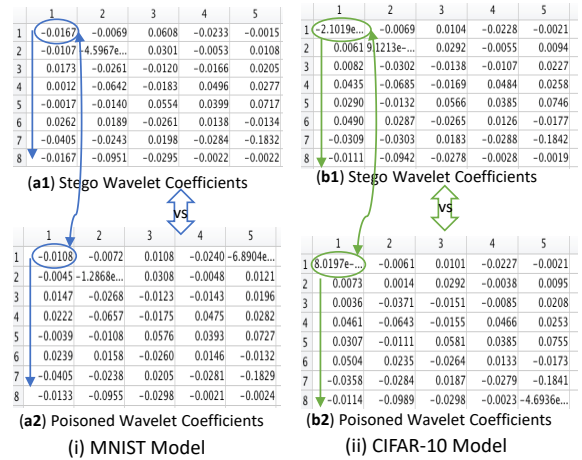 1 2 3 4 5
1 -0.0167 -0.0069 0.0608 -0.0233 -0.0015
2 -0.0107 -4.5967e... 0.0301 -0.0053 0.0108
3 0.0173 -0.0261 -0.0120 -0.0166 0.0205
4 0.0012 -0.0642 -0.0183 0.0496 0.0277
5 -0.0017 -0.0140 0.0554 0.0399 0.0717
6 0.0262 0.0189 -0.0261 0.0138 -0.0134
7 -0.0405 -0.0243 0.0198 -0.0284 -0.1832
8 -0.0167 -0.0951 -0.0295 -0.0022 -0.0022
(a1) Stego Wavelet Coefficients
vs
1 2 3 4 5
1 -0.0108 -0.0072 0.0108 -0.0240 -6.8904e...
2 -0.0045 -1.2868e... 0.0308 -0.0048 0.0121
3 0.0147 -0.0268 -0.0123 -0.0143 0.0196
4 0.0222 -0.0657 -0.0175 0.0475 0.0282
5 -0.0039 -0.0108 0.0576 0.0393 0.0727
6 0.0239 0.0158 -0.0260 0.0146 -0.0132
7 -0.0405 -0.0238 0.0205 -0.0281 -0.1829
8 -0.0133 -0.0955 -0.0298 -0.0021 -0.0024
(a2) Poisoned Wavelet Coefficients
(i) MNIST Model
1 2 3 4 5
1 -2.1019e... -0.0069 0.0104 -0.0228 -0.0021
2 0.0061 9.1213e-... 0.0292 -0.0055 0.0094
3 0.0082 -0.0302 -0.0138 -0.0107 0.0227
4 0.0435 -0.0685 -0.0169 0.0484 0.0258
5 0.0290 -0.0132 0.0566 0.0385 0.0746
6 0.0490 0.0287 -0.0265 0.0126 -0.0177
7 -0.0309 -0.0303 0.0183 -0.0288 -0.1842
8 -0.0111 -0.0942 -0.0278 -0.0028 -0.0019
(b1) Stego Wavelet Coefficients
vs
1 2 3 4 5
1 8.0197e-... -0.0061 0.0101 -0.0227 -0.0021
2 0.0073 0.0014 0.0292 -0.0038 0.0095
3 0.0036 -0.0371 -0.0151 -0.0085 0.0208
4 0.0461 -0.0643 -0.0155 0.0466 0.0253
5 0.0307 -0.0111 0.0581 0.0385 0.0755
6 0.0504 0.0235 -0.0264 0.0133 -0.0173
7 -0.0358 -0.0284 0.0187 -0.0279 -0.1841
8 -0.0114 -0.0989 -0.0298 -0.0023 -4.6936e...
(b2) Poisoned Wavelet Coefficients
(ii) CIFAR-10 Model